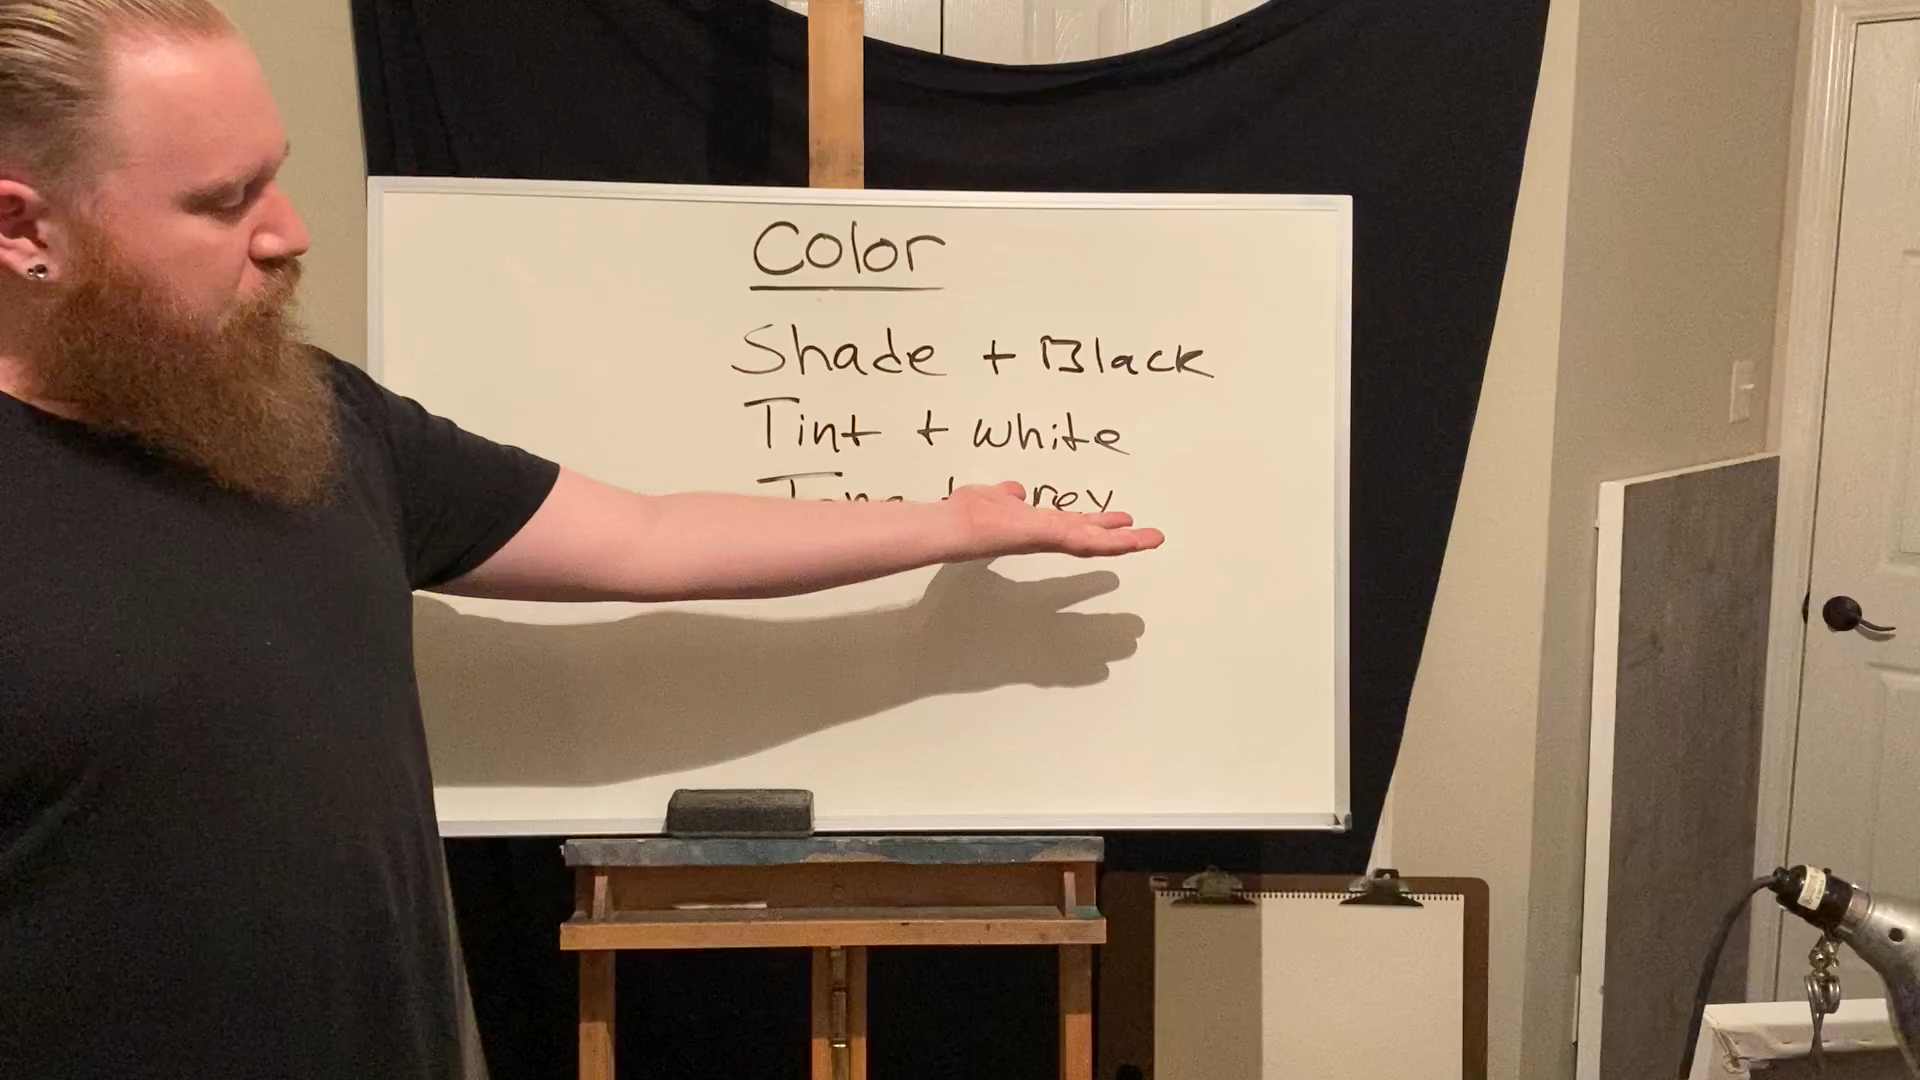 Color
Shade + Black
Tint + white